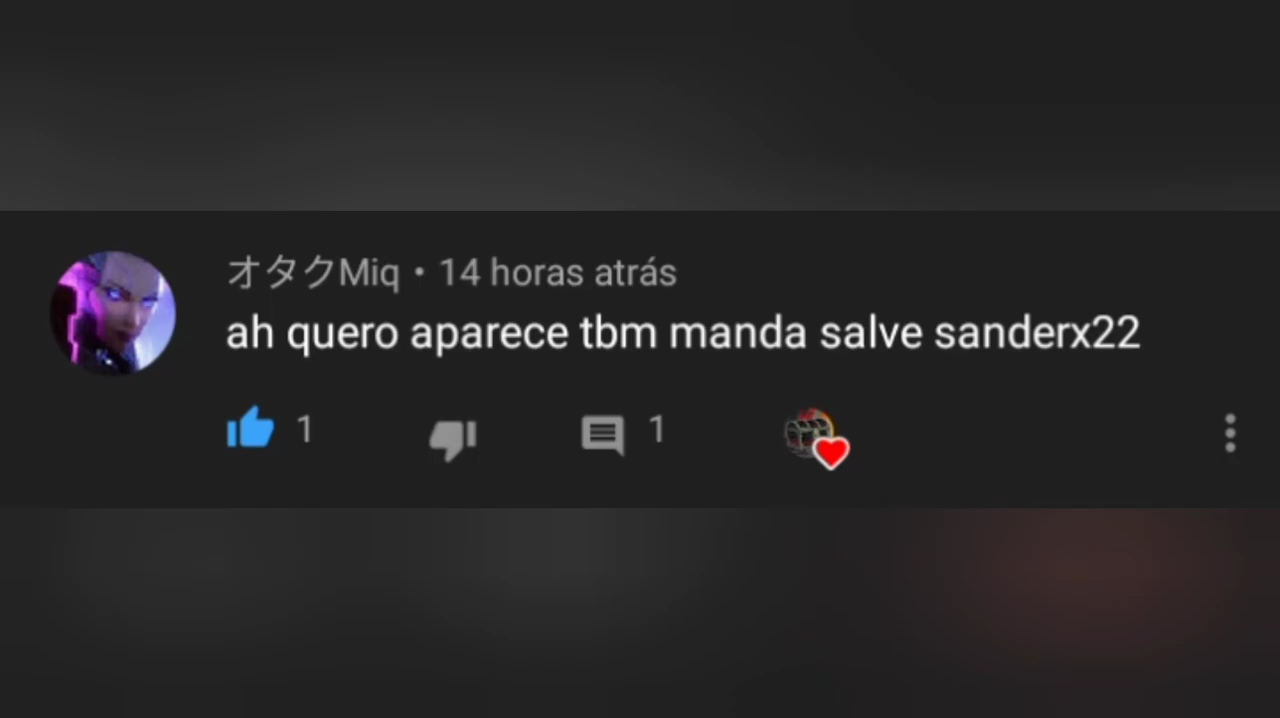 オタクMiq • 14 horas atrás
ah quero aparece tbm manda salve sanderx22
1 1